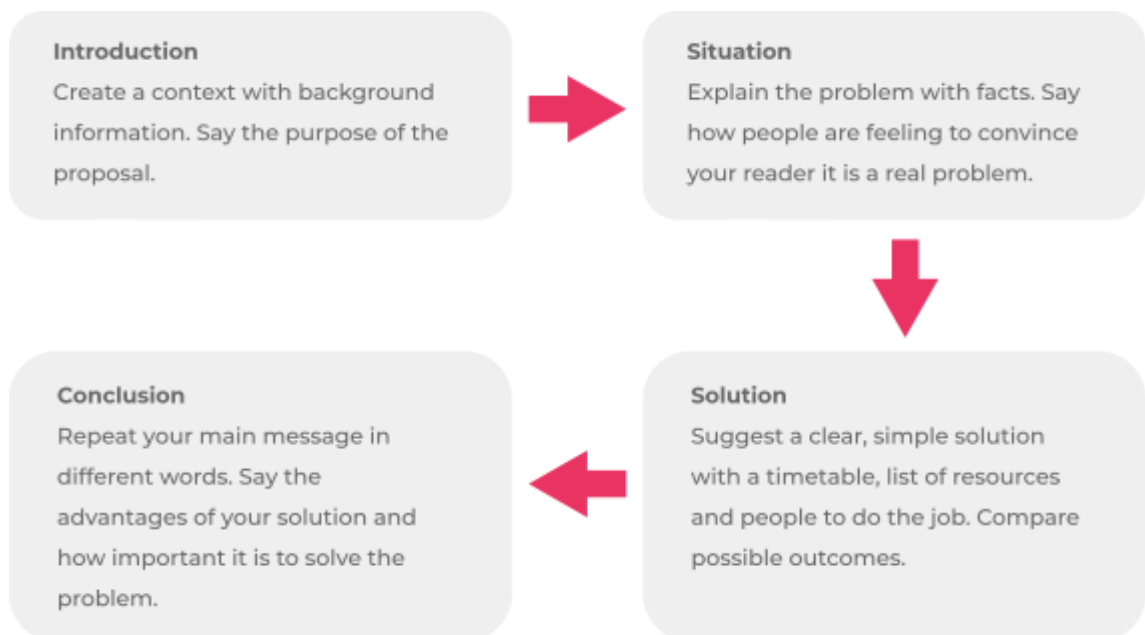 Introduction
Create a context with background
information. Say the purpose of the
proposal.
Situation
Explain the problem with facts. Say
how people are feeling to convince
your reader it is a real problem.
Solution
Suggest a clear, simple solution
with a timetable, list of resources
and people to do the job. Compare
possible outcomes.
Conclusion
Repeat your main message in
different words. Say the
advantages of your solution and
how important it is to solve the
problem.